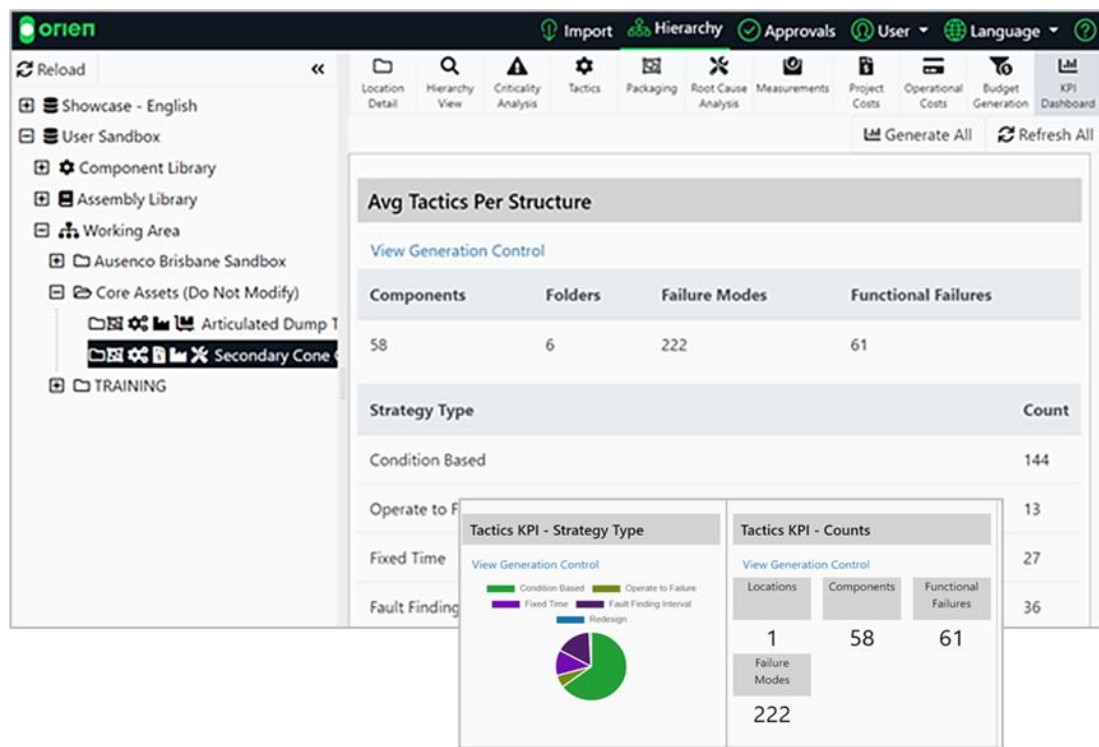 orien
Import Hierarchy Approvals User Language
Reload
Showcase - English
User Sandbox
Component Library
Assembly Library
Working Area
Ausenco Brisbane Sandbox
Core Assets (Do Not Modify)
Articulated Dump T
Secondary Cone
TRAINING
Location Detail
Hierarchy View
Criticality Analysis
Tactics
Packaging
Root Cause Analysis
Measurements
Project Costs
Operational Costs
Budget Generation
KPI Dashboard
Generate All Refresh All
Avg Tactics Per Structure
View Generation Control
Components Folders Failure Modes Functional Failures
58 6 222 61
Strategy Type Count
Condition Based 144
Operate to F 13
Fixed Time 27
Fault Finding 36
Tactics KPI - Strategy Type
View Generation Control
Condition Based Operate to Failure
Fixed Time Fault Finding Interval
Redesign
Tactics KPI - Counts
View Generation Control
Locations Components Functional Failures
1 58 61
Failure Modes
222